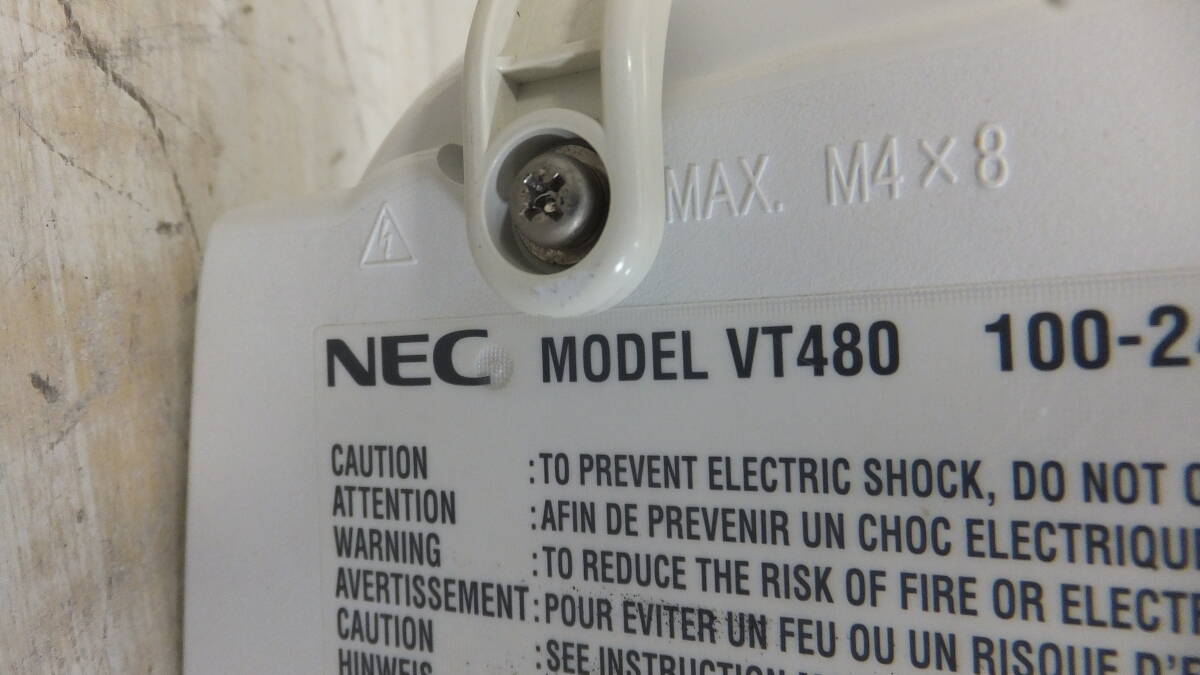 MAX. M4×8
NEC MODEL VT480 100-2
CAUTION :TO PREVENT ELECTRIC SHOCK, DO NOT
ATTENTION :AFIN DE PREVENIR UN CHOC ELECTRIQU
WARNING :TO REDUCE THE RISK OF FIRE OR ELECTR
AVERTISSEMENT:POUR EVITER UN FEU OU UN RISQUE D'
CAUTION :SEE INSTRUCTION
HINWEIS